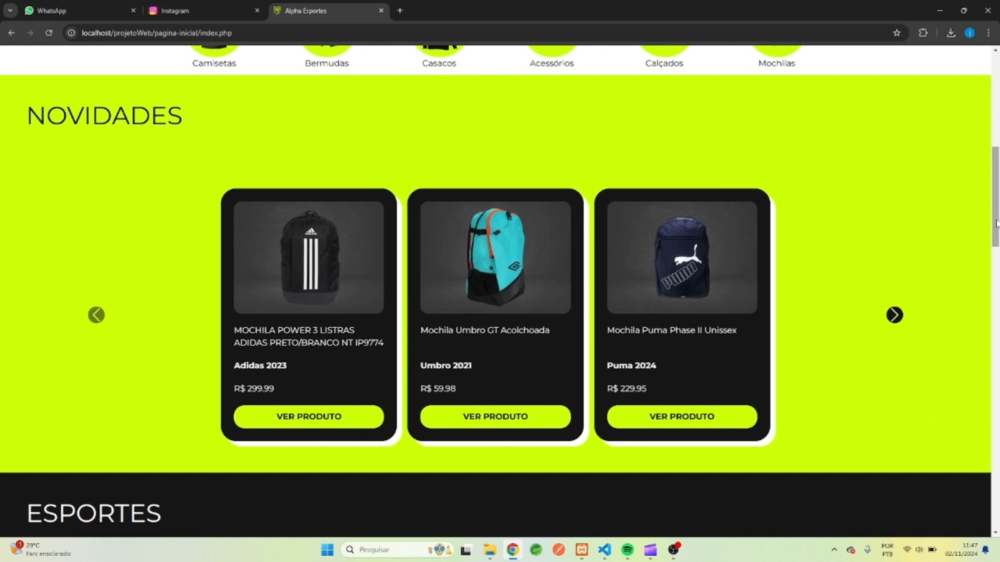 WhatsApp
Instagram
Alpha Esportes
localhost/projetoWeb/pagina-inicial/index.php
Camisetas
Bermudas
Casacos
Acessórios
Calçados
Mochilas
NOVIDADES
adidas
PUMA
MOCHILA POWER 3 LISTRAS
ADIDAS PRETO/BRANCO NT IP9774
Adidas 2023
R$ 299.99
VER PRODUTO
Mochila Umbro GT Acolchoada
Umbro 2021
R$ 59.98
VER PRODUTO
Mochila Puma Phase II Unissex
Puma 2024
R$ 229.95
VER PRODUTO
ESPORTES
1
29°C
Parc ensolarado
Pesquisar
POR
PTB
11:47
02/11/2024